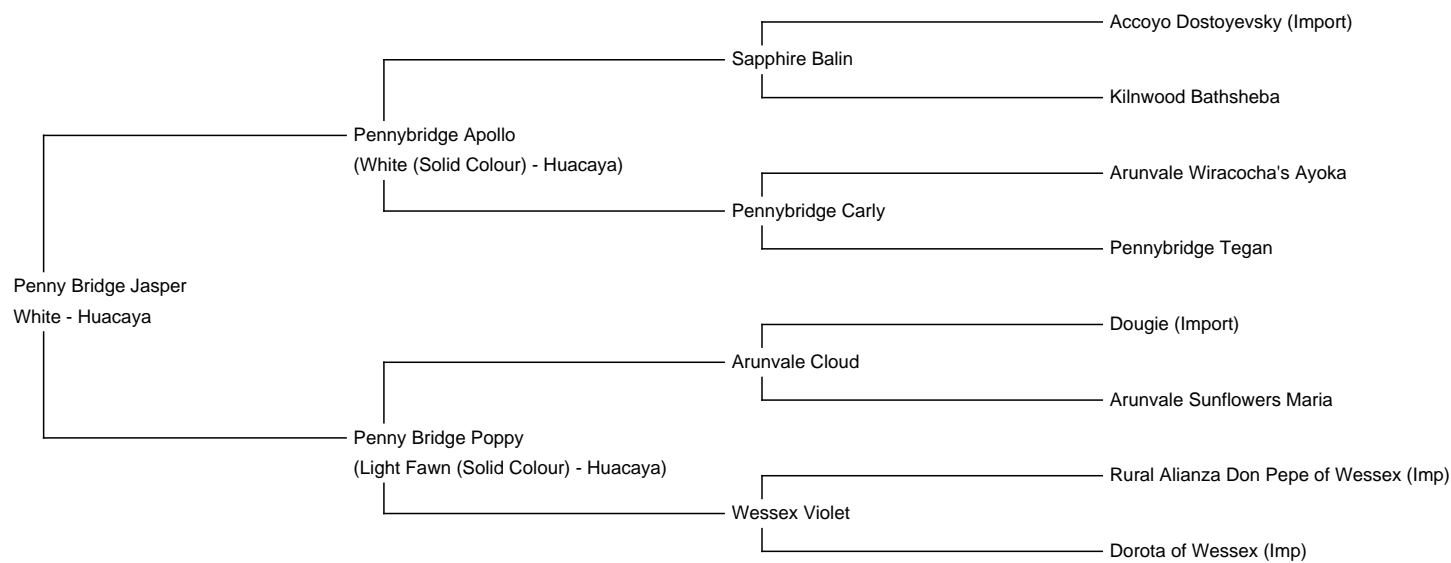 Accoyo Dostoyevsky (Import)
Sapphire Balin
Kilnwood Bathsheba
Pennybridge Apollo
(White (Solid Colour) - Huacaya)
Arunvale Wiracocha's Ayoka
Pennybridge Carly
Pennybridge Tegan
Penny Bridge Jasper
White - Huacaya
Dougie (Import)
Arunvale Cloud
Arunvale Sunflowers Maria
Penny Bridge Poppy
(Light Fawn (Solid Colour) - Huacaya)
Rural Alianza Don Pepe of Wessex (Imp)
Wessex Violet
Dorota of Wessex (Imp)